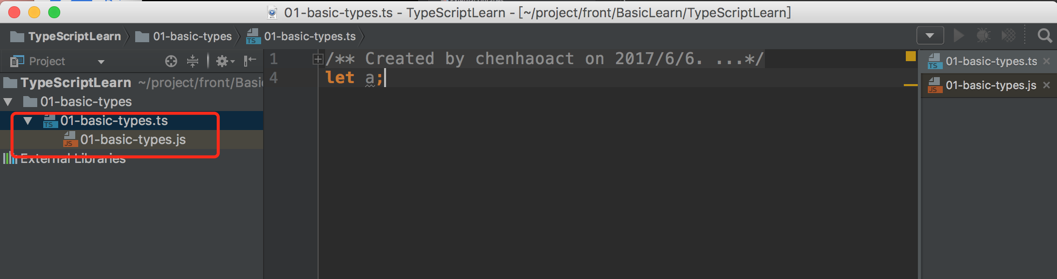 01-basic-types.ts - TypeScriptLearn - [~/project/front/BasicLearn/TypeScriptLearn]
TypeScriptLearn 01-basic-types 01-basic-types.ts
Project
TypeScriptLearn ~/project/front/Basi
01-basic-types
01-basic-types.ts
01-basic-types.js
External Libraries
1 /** Created by chenhaoact on 2017/6/6. ...*/
4 let a;
01-basic-types.ts
01-basic-types.js